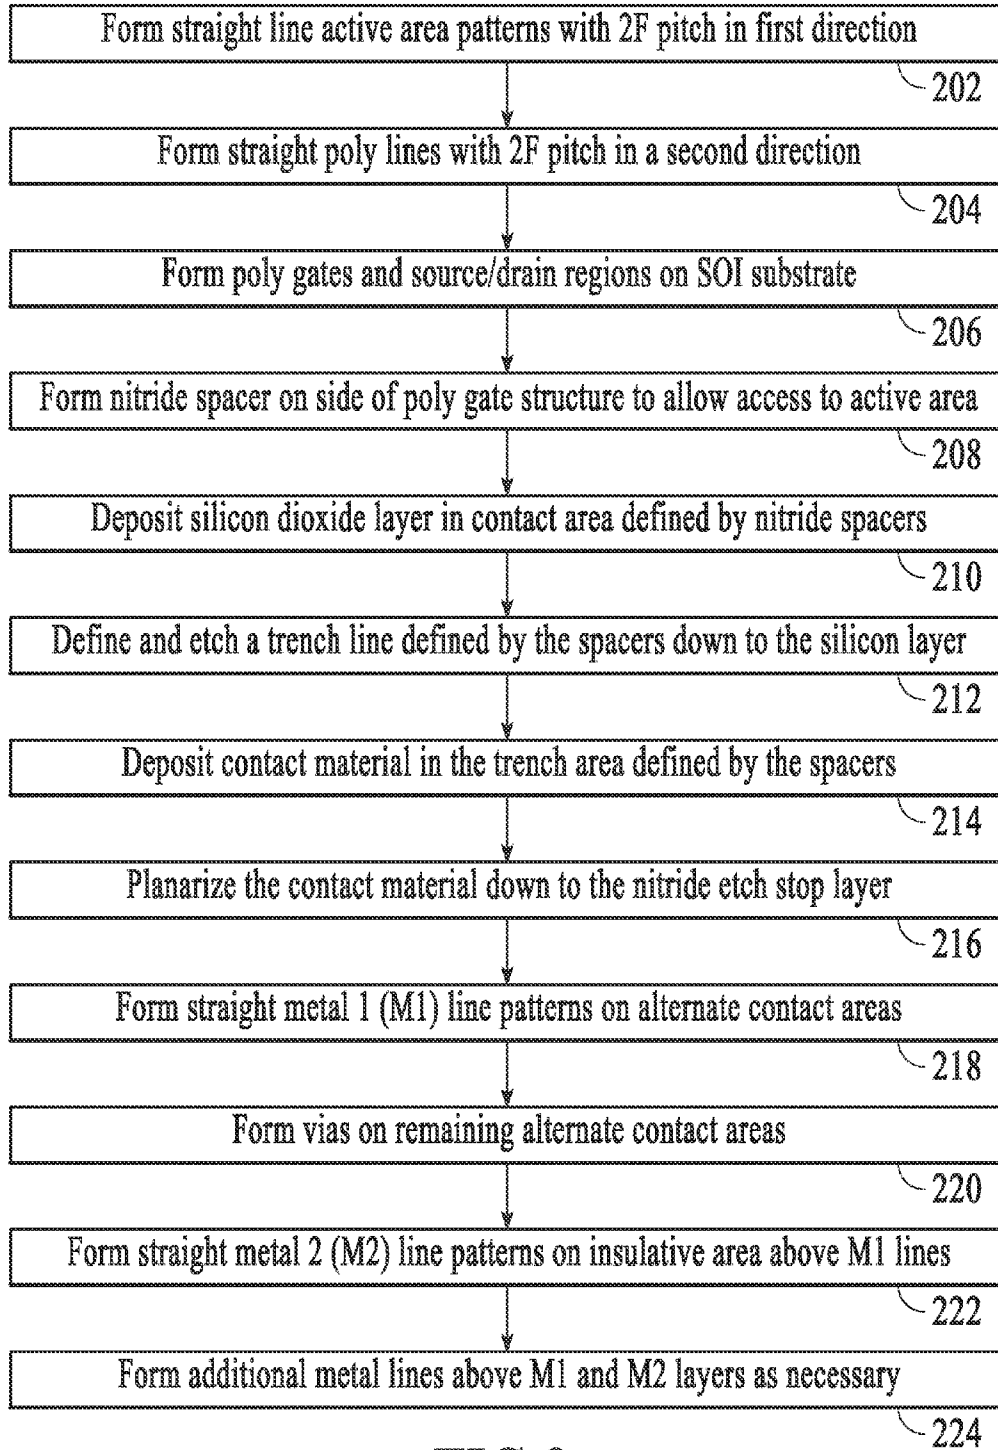 Form straight line active area patterns with 2F pitch in first direction
202
Form straight poly lines with 2F pitch in a second direction
204
Form poly gates and source/drain regions on SOI substrate
206
Form nitride spacer on side of poly gate structure to allow access to active area
208
Deposit silicon dioxide layer in contact area defined by nitride spacers
210
Define and etch a trench line defined by the spacers down to the silicon layer
212
Deposit contact material in the trench area defined by the spacers
214
Planarize the contact material down to the nitride etch stop layer
216
Form straight metal 1 (M1) line patterns on alternate contact areas
218
Form vias on remaining alternate contact areas
220
Form straight metal 2 (M2) line patterns on insulative area above M1 lines
222
Form additional metal lines above M1 and M2 layers as necessary
224